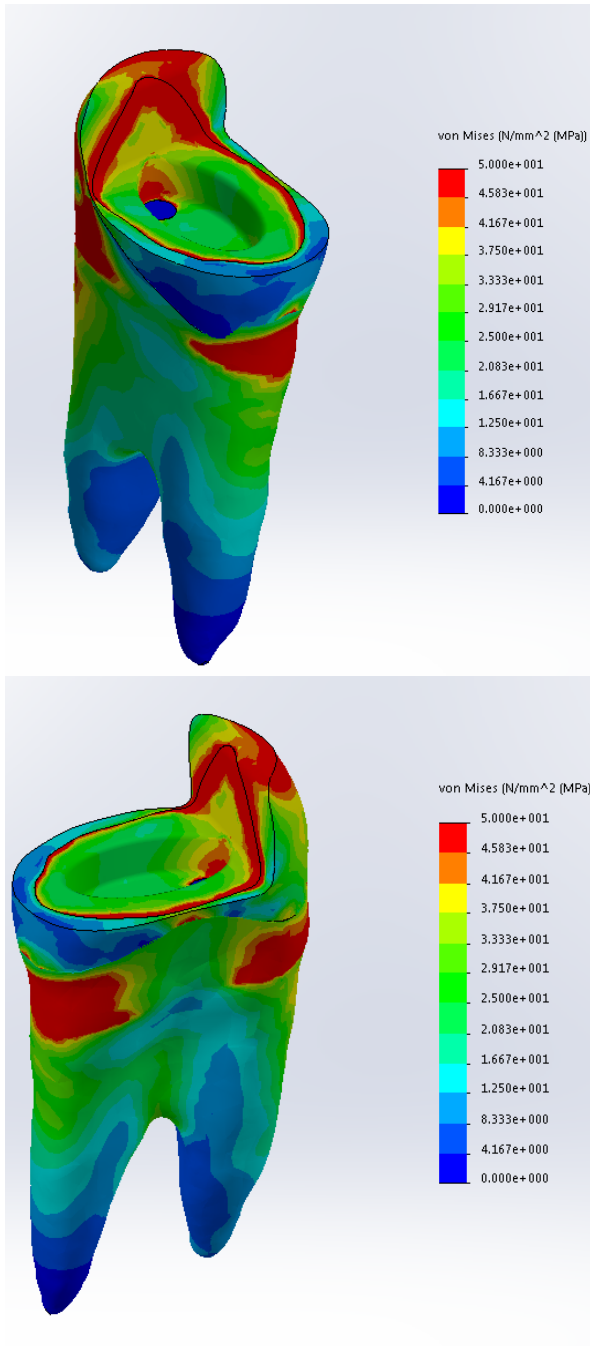 von Mises (N/mm^2 (MPa))
5.000e+001
4.583e+001
4.167e+001
3.750e+001
3.333e+001
2.917e+001
2.500e+001
2.083e+001
1.667e+001
1.250e+001
8.333e+000
4.167e+000
0.000e+000
von Mises (N/mm^2 (MPa)
5.000e+001
4.583e+001
4.167e+001
3.750e+001
3.333e+001
2.917e+001
2.500e+001
2.083e+001
1.667e+001
1.250e+001
8.333e+000
4.167e+000
0.000e+000